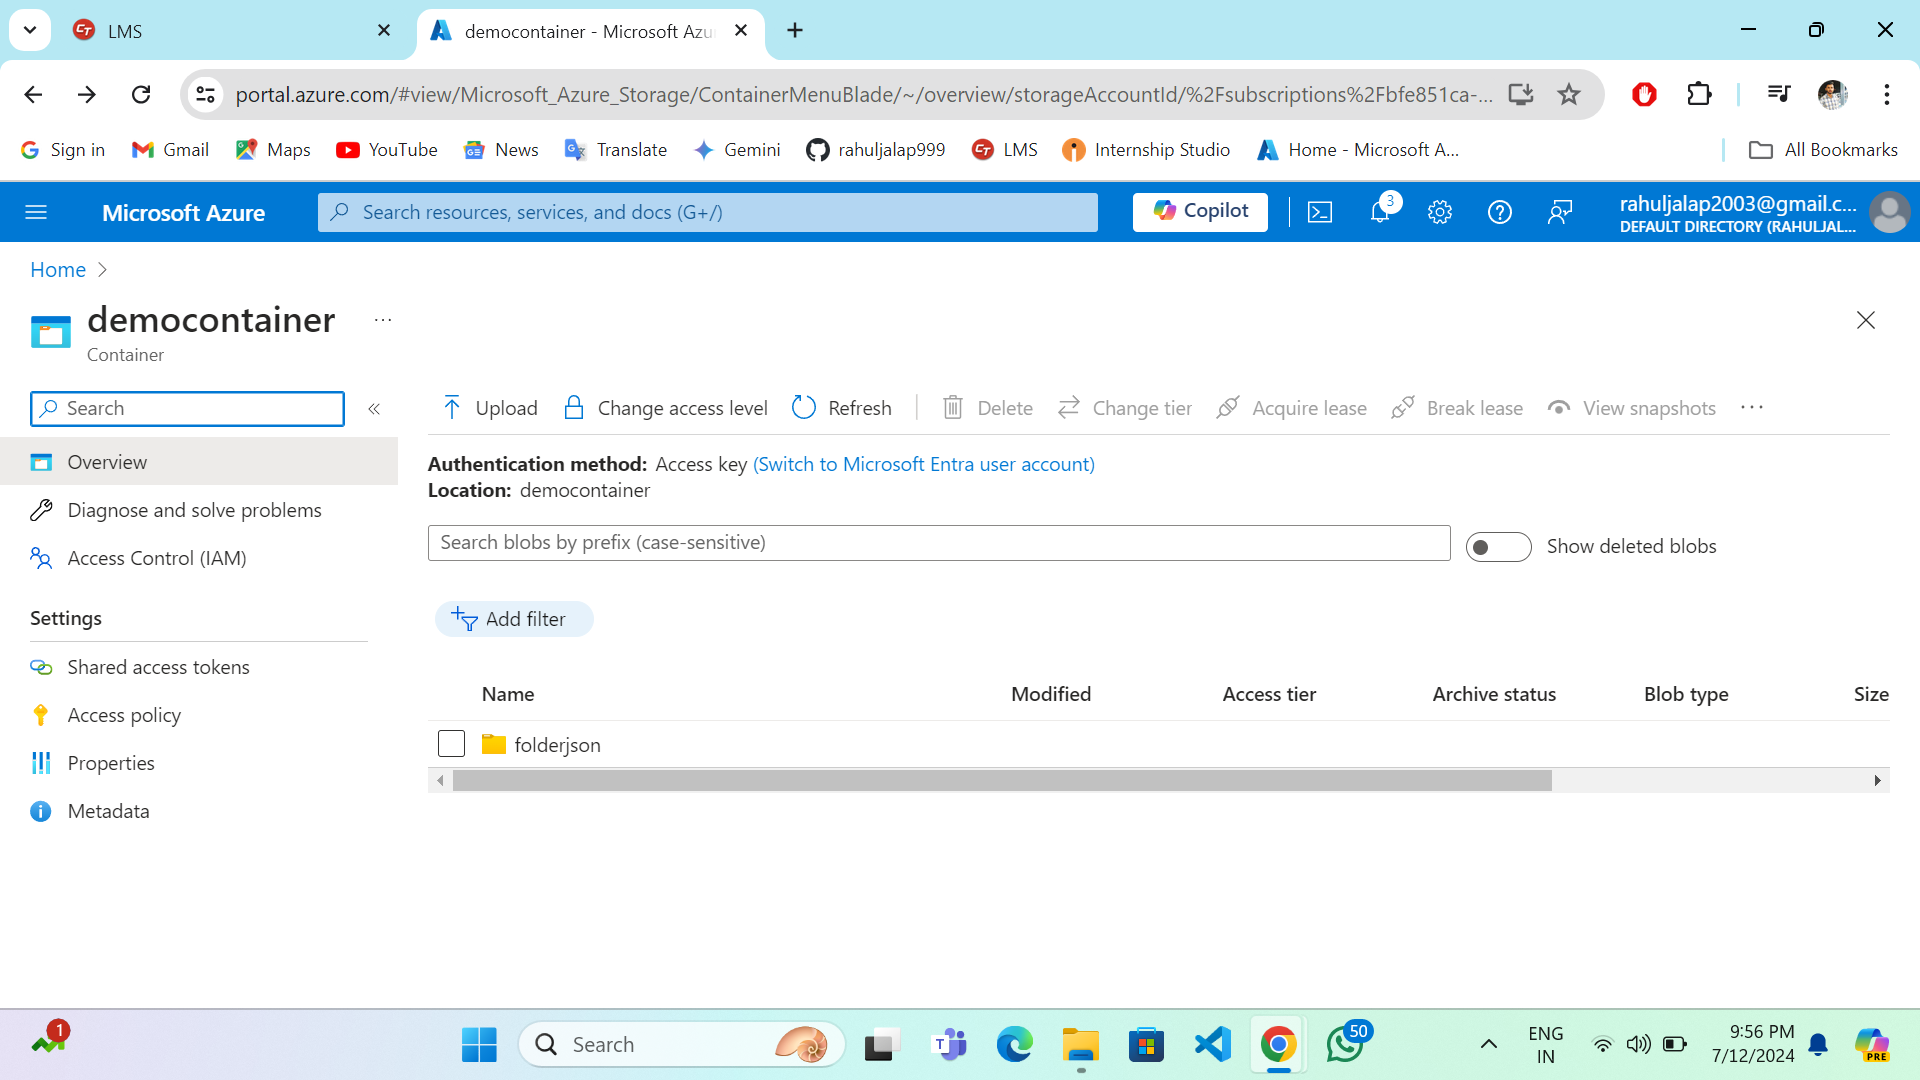 LMS
democontainer - Microsoft Azu
portal.azure.com/#view/Microsoft_Azure_Storage/ContainerMenuBlade/~/overview/storageAccountId/%2Fsubscriptions%2Fbfe851ca-...
Sign in
Gmail
Maps
YouTube
News
Translate
Gemini
rahuljalap999
LMS
Internship Studio
Home - Microsoft A...
All Bookmarks
Microsoft Azure
Search resources, services, and docs (G+/)
Copilot
3
rahuljalap2003@gmail.c...
DEFAULT DIRECTORY (RAHULJAL...
Home
democontainer
...
Container
Search
Upload
Change access level
Refresh
Delete
Change tier
Acquire lease
Break lease
View snapshots
...
Overview
Diagnose and solve problems
Access Control (IAM)
Settings
Shared access tokens
Access policy
Properties
Metadata
Authentication method: Access key (Switch to Microsoft Entra user account)
Location: democontainer
Search blobs by prefix (case-sensitive)
Show deleted blobs
Add filter
Name
Modified
Access tier
Archive status
Blob type
Size
folderjson
1
Search
50
ENG
IN
9:56 PM
7/12/2024
PRE